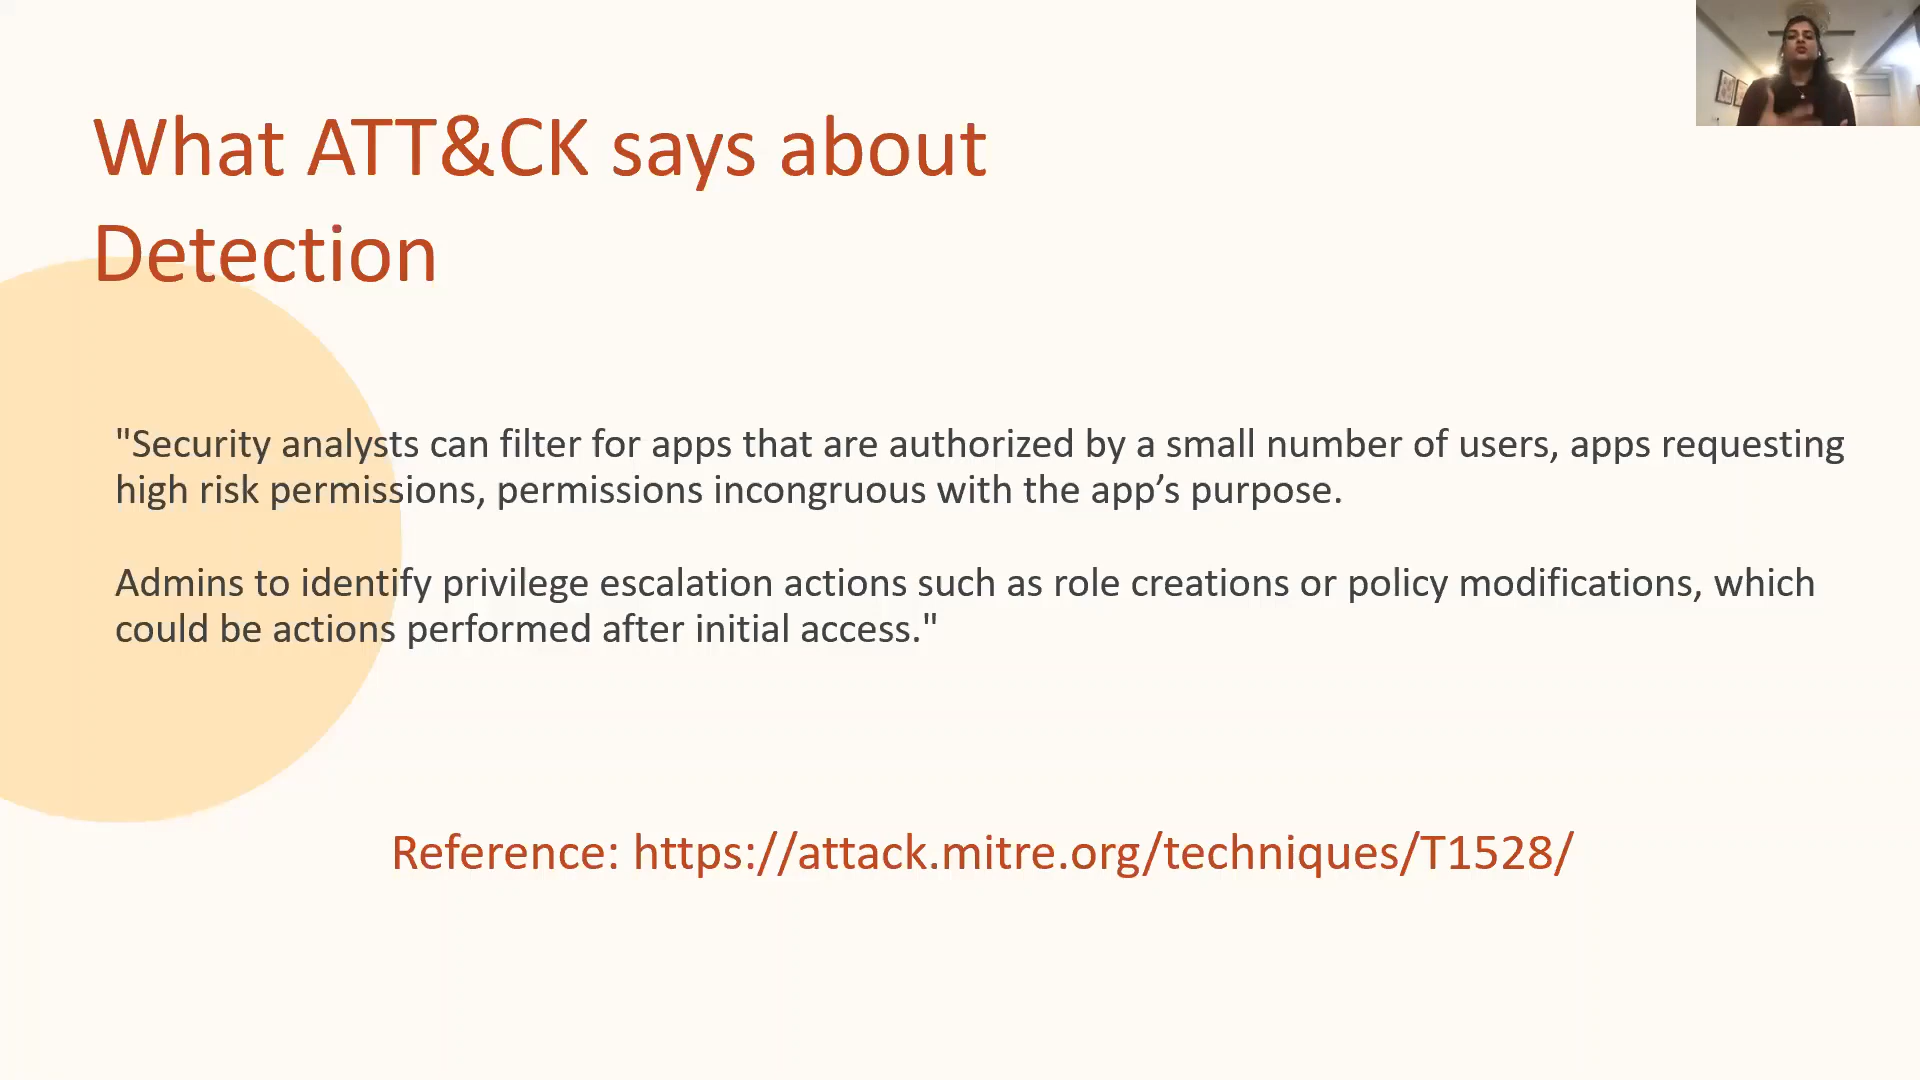 What ATT&CK says about
Detection
"Security analysts can filter for apps that are authorized by a small number of users, apps requesting
high risk permissions, permissions incongruous with the app’s purpose.
Admins to identify privilege escalation actions such as role creations or policy modifications, which
could be actions performed after initial access."
Reference: https://attack.mitre.org/techniques/T1528/